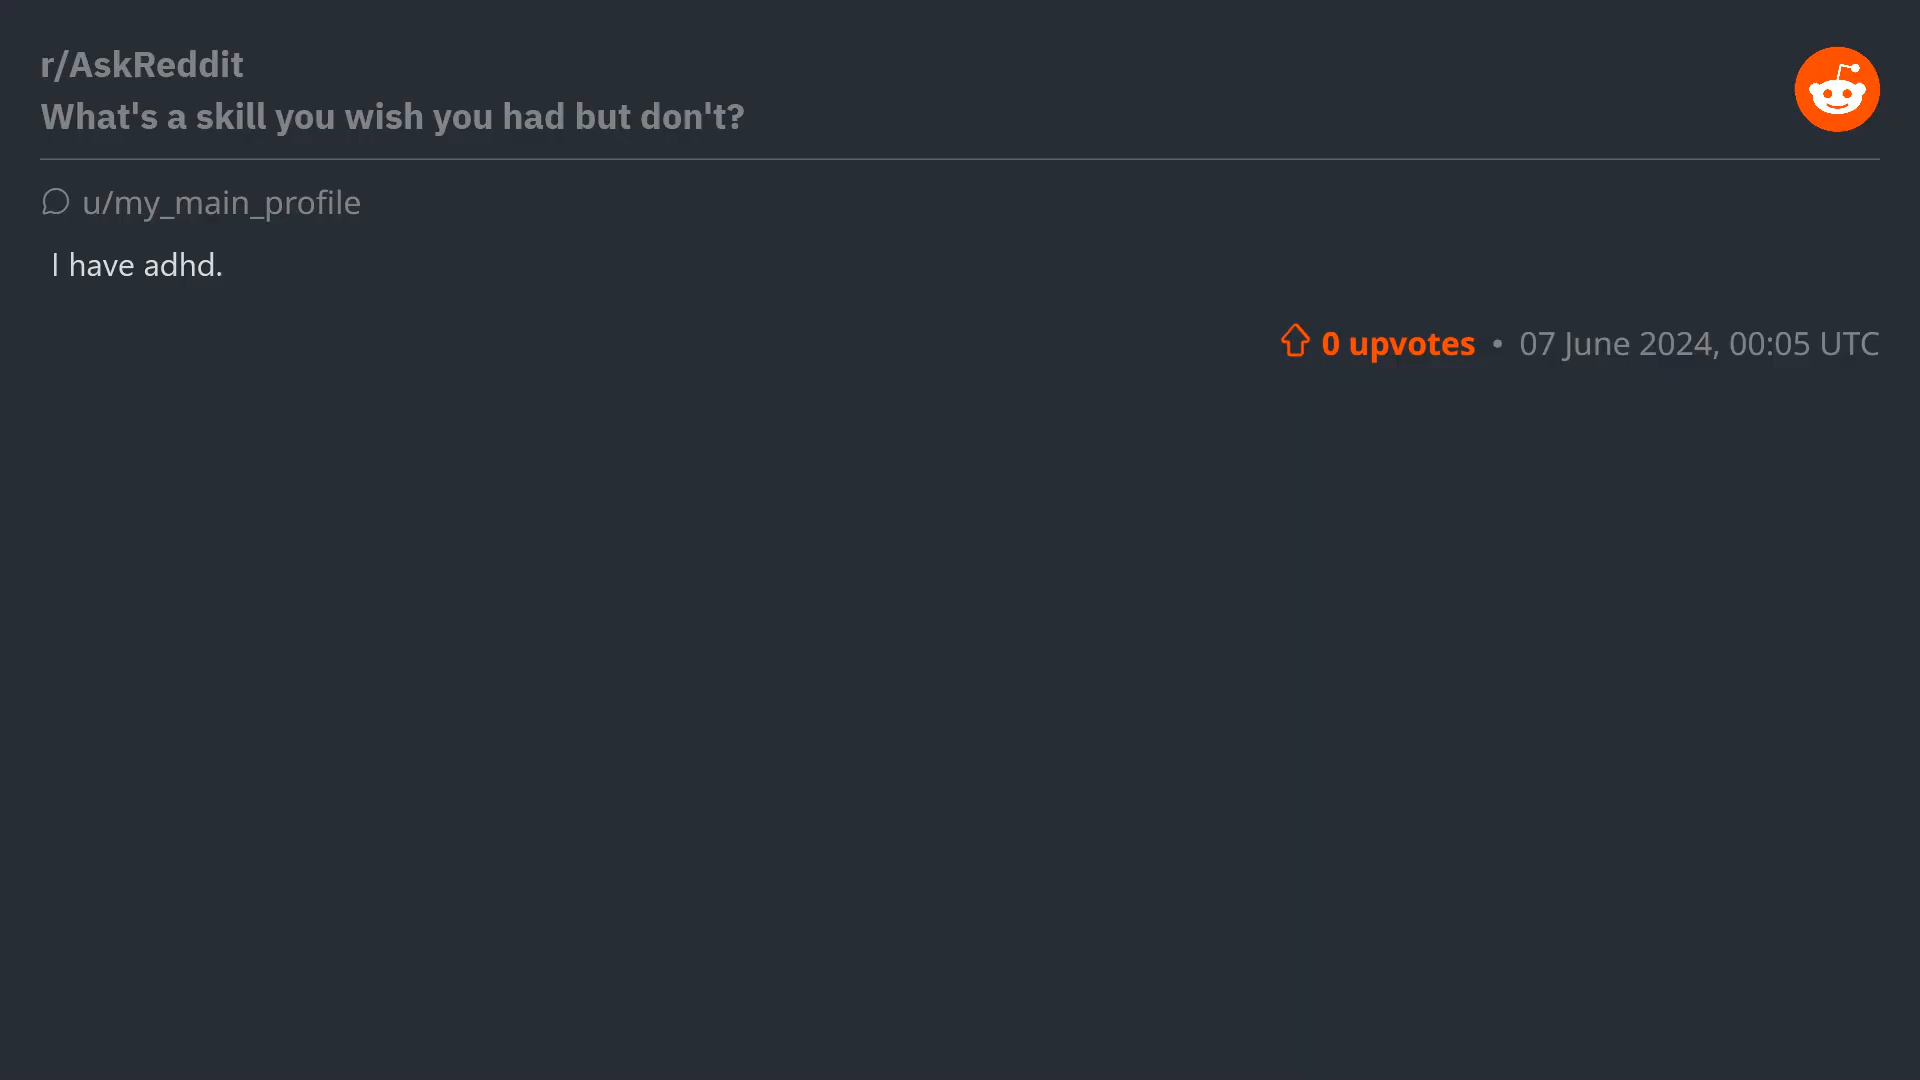 r/AskReddit
What's a skill you wish you had but don't?
u/my_main_profile
I have adhd.
0 upvotes • 07 June 2024, 00:05 UTC